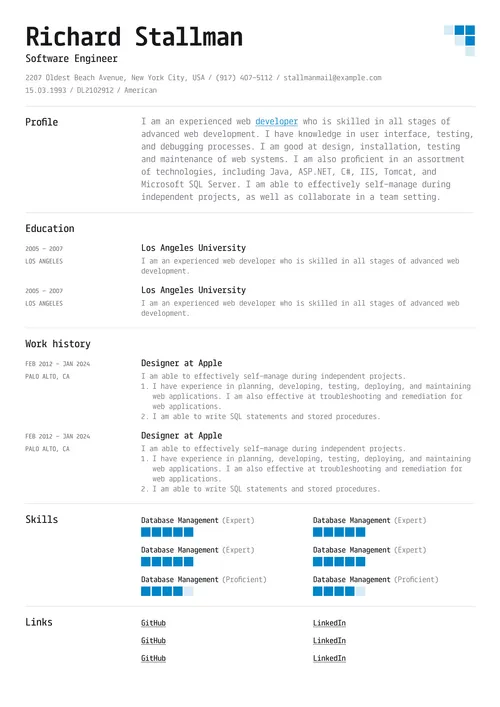 Richard Stallman
Software Engineer
2207 Oldest Beach Avenue, New York City, USA / (917) 407-5112 / stallmanmail@example.com
15.03.1993 / DL2102912 / American
Profile
I am an experienced web developer who is skilled in all stages of
advanced web development. I have knowledge in user interface, testing,
and debugging processes. I am good at design, installation, testing
and maintenance of web systems. I am also proficient in an assortment
of technologies, including Java, ASP.NET, C#, IIS, Tomcat, and
Microsoft SQL Server. I am able to effectively self-manage during
independent projects, as well as collaborate in a team setting.
Education
2005 – 2007
Los Angeles University
LOS ANGELES
I am an experienced web developer who is skilled in all stages of advanced web
development.
2005 – 2007
Los Angeles University
LOS ANGELES
I am an experienced web developer who is skilled in all stages of advanced web
development.
Work history
FEB 2012 – JAN 2024
Designer at Apple
PALO ALTO, CA
I am able to effectively self-manage during independent projects.
1. I have experience in planning, developing, testing, deploying, and maintaining
web applications. I am also effective at troubleshooting and remediation for
web applications.
2. I am able to write SQL statements and stored procedures.
FEB 2012 – JAN 2024
Designer at Apple
PALO ALTO, CA
I am able to effectively self-manage during independent projects.
1. I have experience in planning, developing, testing, deploying, and maintaining
web applications. I am also effective at troubleshooting and remediation for
web applications.
2. I am able to write SQL statements and stored procedures.
Skills
Database Management (Expert)
Database Management (Expert)
Database Management (Expert)
Database Management (Expert)
Database Management (Proficient)
Database Management (Proficient)
Links
GitHub
LinkedIn
GitHub
LinkedIn
GitHub
LinkedIn